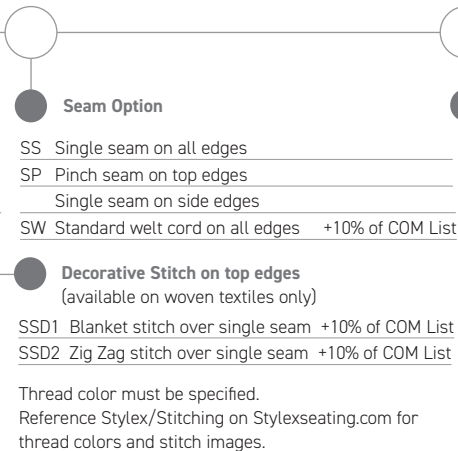 Seam Option
SS Single seam on all edges
SP Pinch seam on top edges
Single seam on side edges
SW Standard welt cord on all edges +10% of COM List
Decorative Stitch on top edges
(available on woven textiles only)
SSD1 Blanket stitch over single seam +10% of COM List
SSD2 Zig Zag stitch over single seam +10% of COM List
Thread color must be specified.
Reference Stylex/Stitching on Stylexseating.com for
thread colors and stitch images.